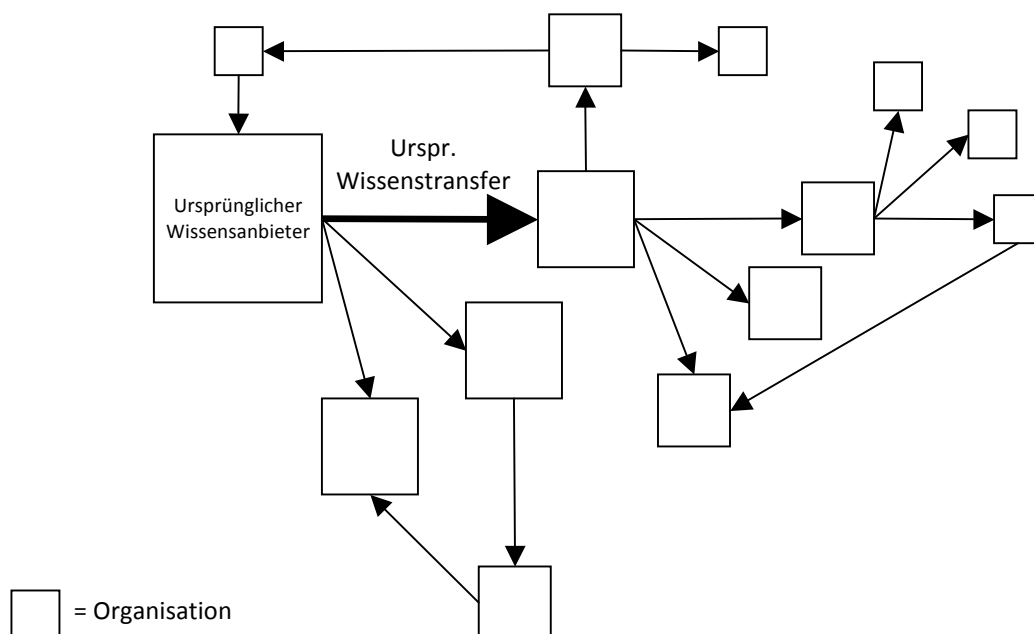 Urspr.
Wissenstransfer
Ursprünglicher
Wissensanbieter
= Organisation